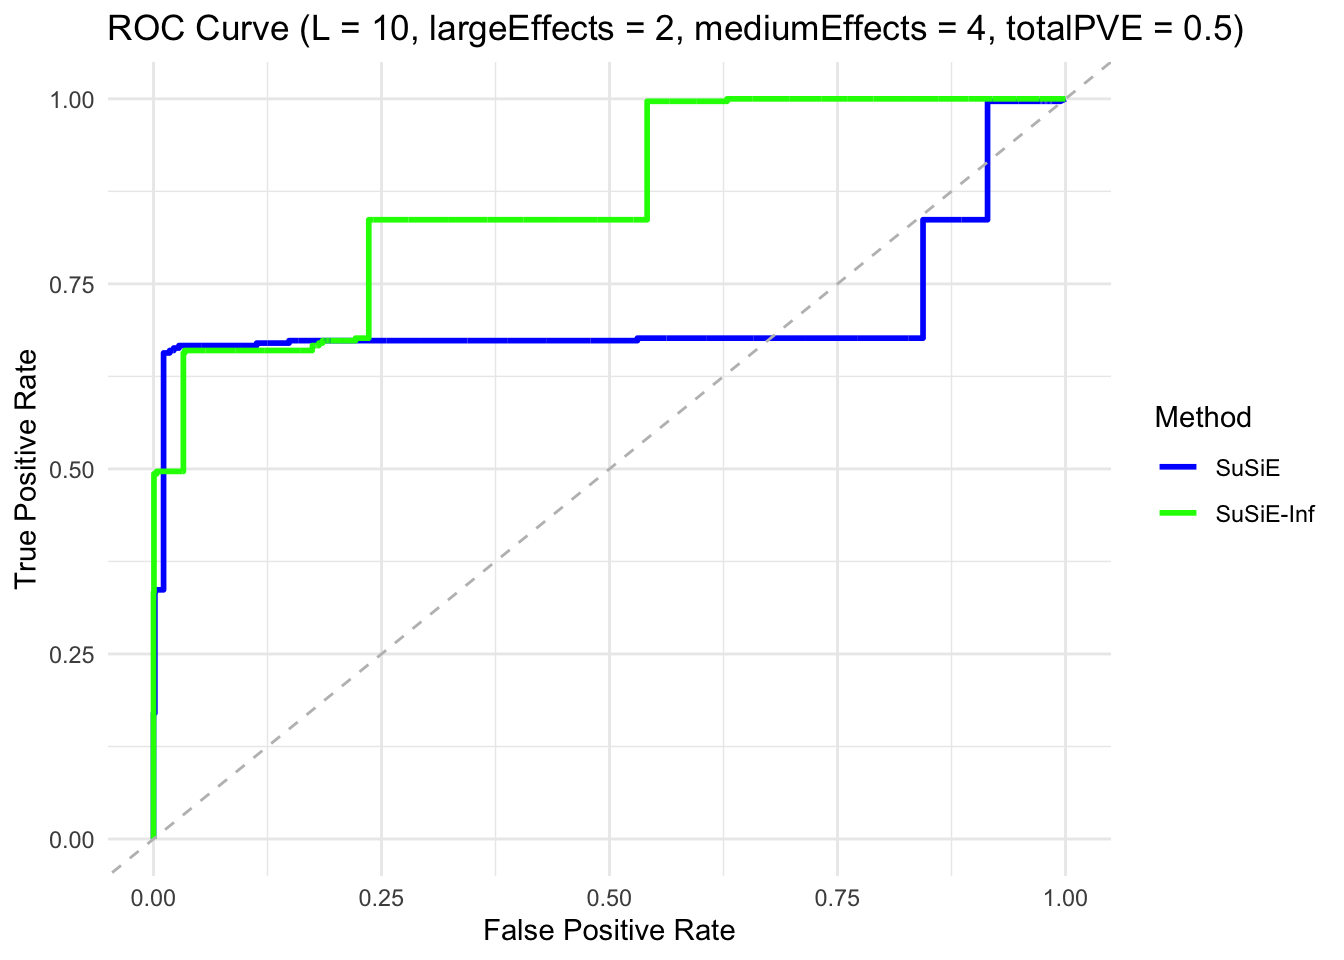 ROC Curve (L = 10, largeEffects = 2, mediumEffects = 4, totalPVE = 0.5)
True Positive Rate
1.00
0.75
0.50
0.25
0.00
0.00 0.25 0.50 0.75 1.00
False Positive Rate
Method
SuSiE
SuSiE-Inf